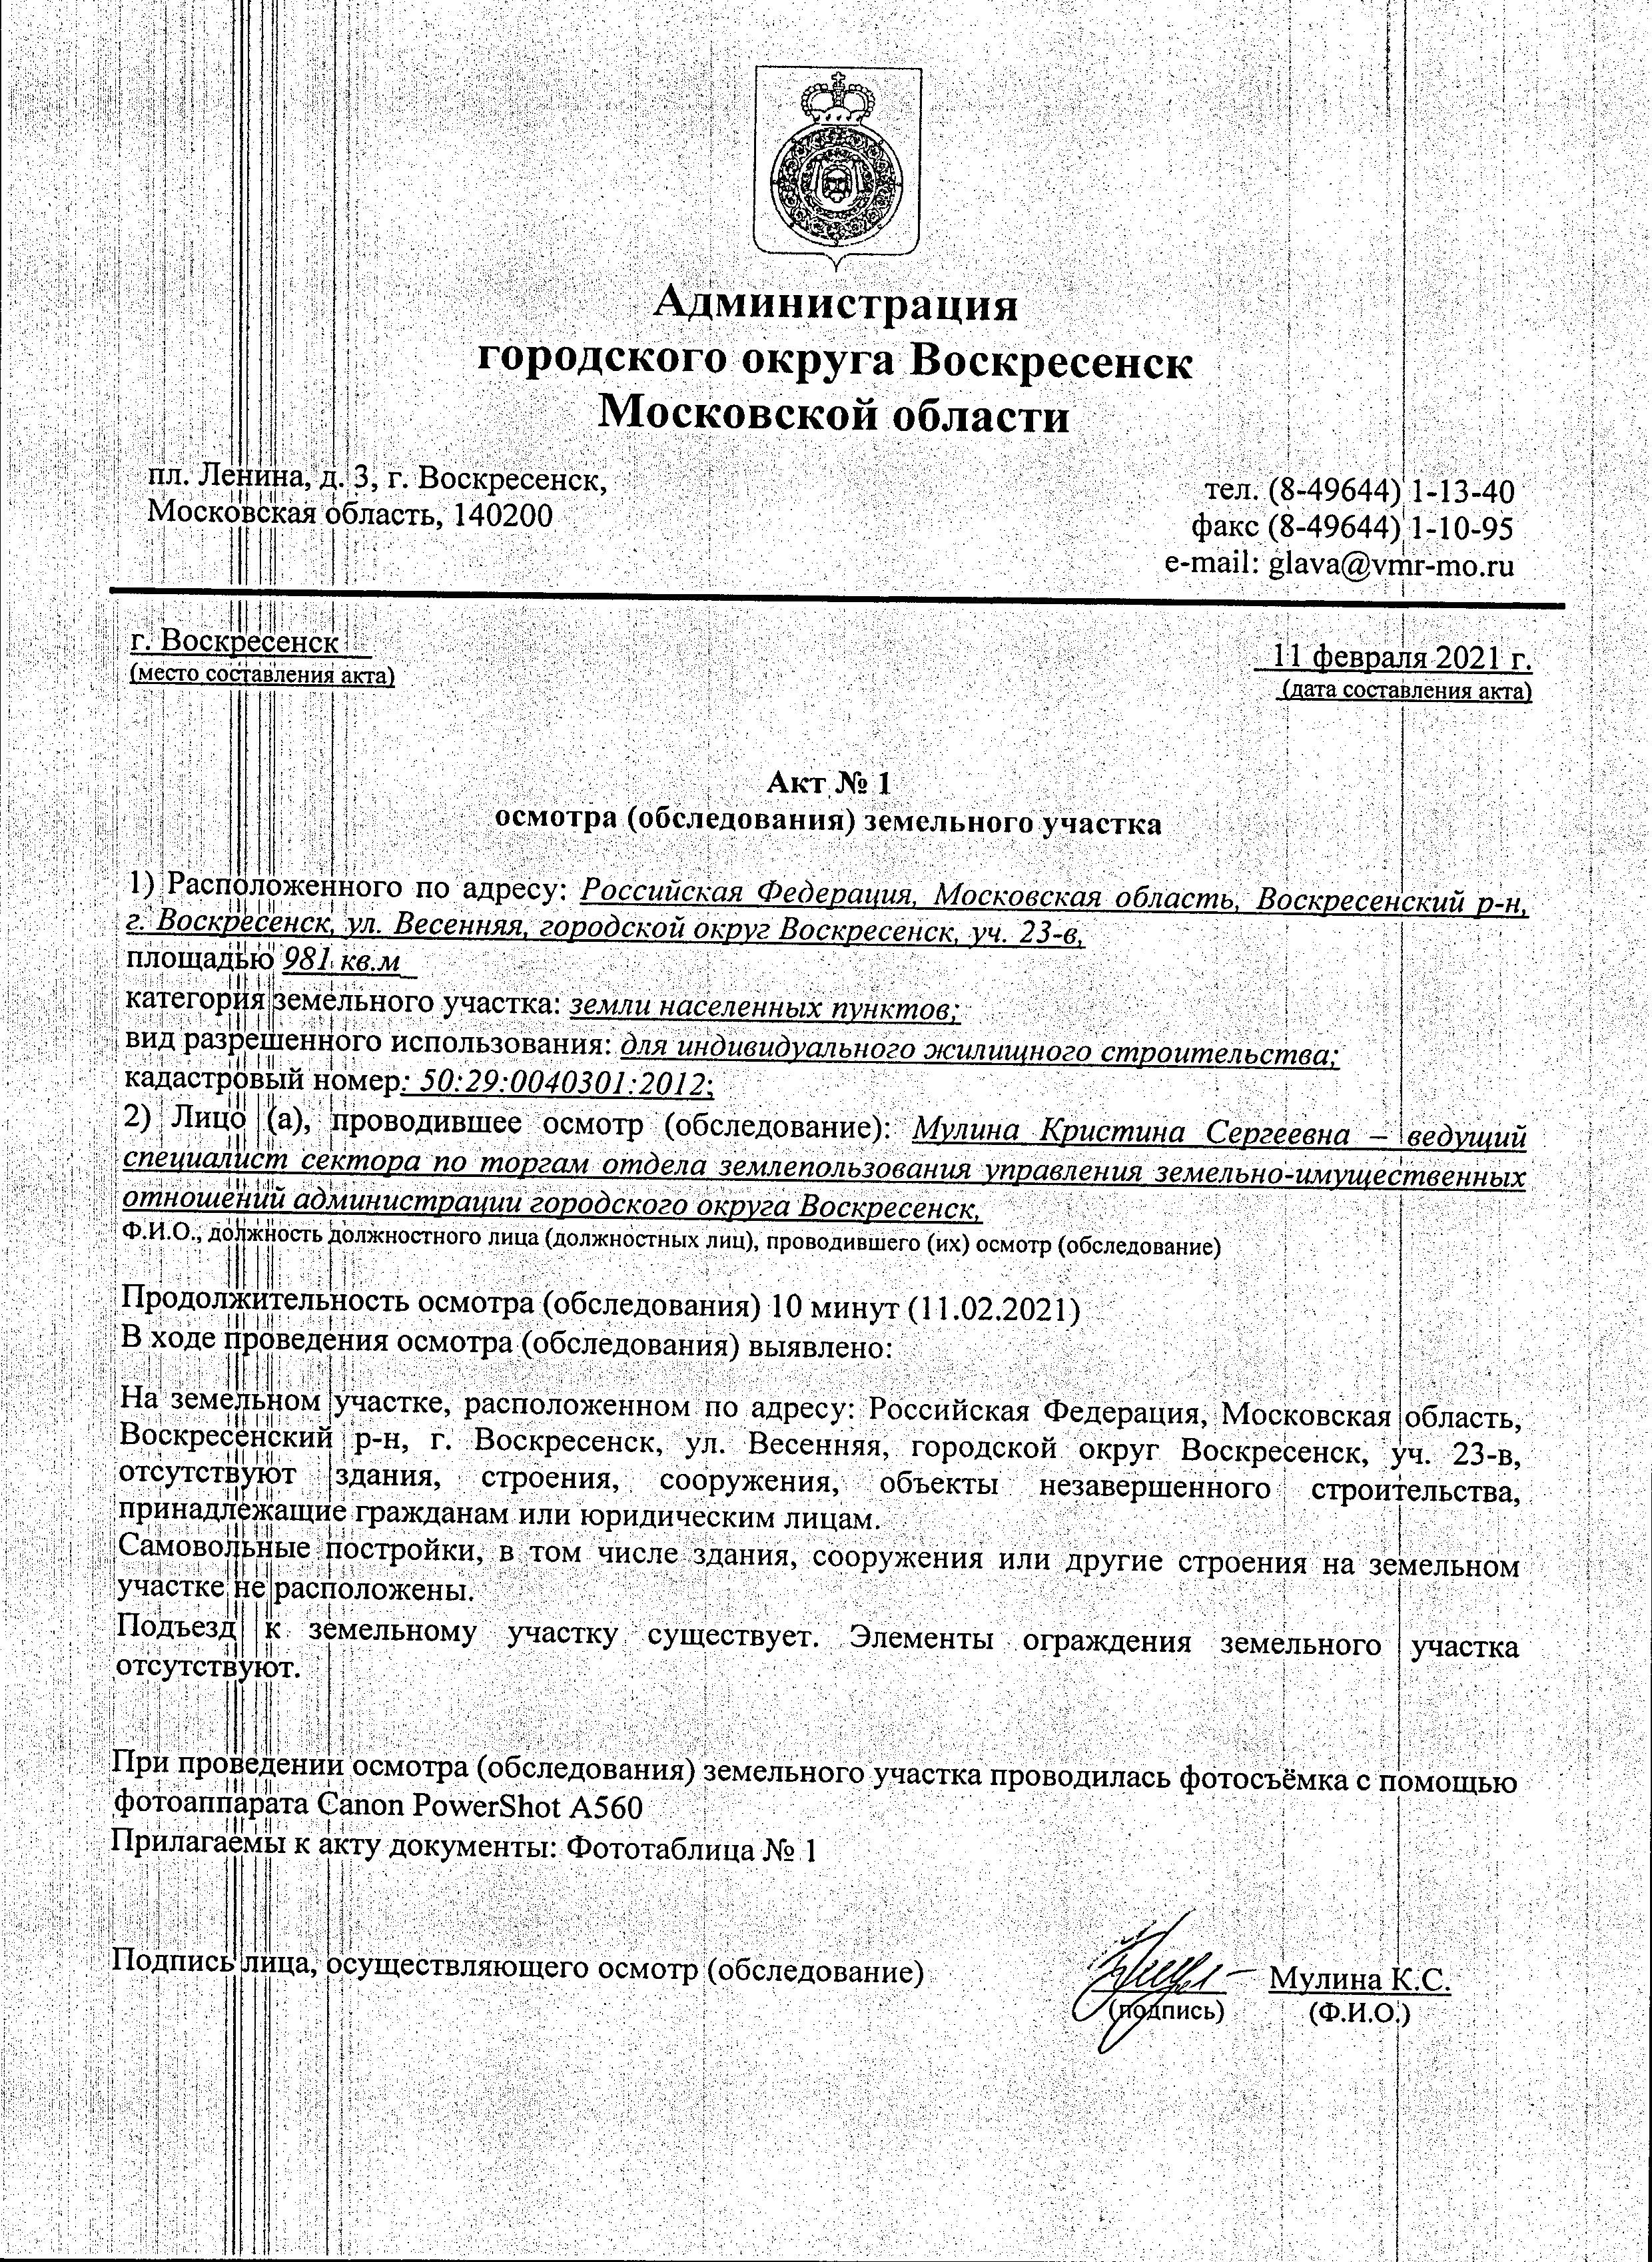 Администрация
городского округа Воскресенск
Московской области
пл. Ленина, д. 3, г. Воскресенск,
Московская область, 140200
тел. (8-49644) 1-13-40
факс (8-49644) 1-10-95
e-mail: glava@vmr-mo.ru
г. Воскресенск
(место составления акта)
11 февраля 2021 г.
(дата составления акта)
Акт № 1
осмотра (обследования) земельного участка
1) Расположенного по адресу: Российская Федерация, Московская область, Воскресенский р-н,
г. Воскресенск, ул. Весенняя, городской округ Воскресенск, уч. 23-в,
площадью 981 кв.м
категория земельного участка: земли населенных пунктов;
вид разрешенного использования: для индивидуального жилищного строительства;
кадастровый номер: 50:29:0040301:2012;
2) Лицо (а), проводившее осмотр (обследование): Мулина Кристина Сергеевна – ведущий
специалист сектора по торгам отдела землепользования управления земельно-имущественных
отношений администрации городского округа Воскресенск,
Ф.И.О., должность должностного лица (должностных лиц), проводившего (их) осмотр (обследование)
Продолжительность осмотра (обследования) 10 минут (11.02.2021)
В ходе проведения осмотра (обследования) выявлено:
На земельном участке, расположенном по адресу: Российская Федерация, Московская область,
Воскресенский р-н, г. Воскресенск, ул. Весенняя, городской округ Воскресенск, уч. 23-в,
отсутствуют здания, строения, сооружения, объекты незавершенного строительства,
принадлежащие гражданам или юридическим лицам.
Самовольные постройки, в том числе здания, сооружения или другие строения на земельном
участке не расположены.
Подъезд к земельному участку существует. Элементы ограждения земельного участка
отсутствуют.
При проведении осмотра (обследования) земельного участка проводилась фотосъёмка с помощью
фотоаппарата Canon PowerShot A560
Прилагаемы к акту документы: Фототаблица № 1
Подпись лица, осуществляющего осмотр (обследование)
Мулина К.С.
(подпись)
(Ф.И.О.)